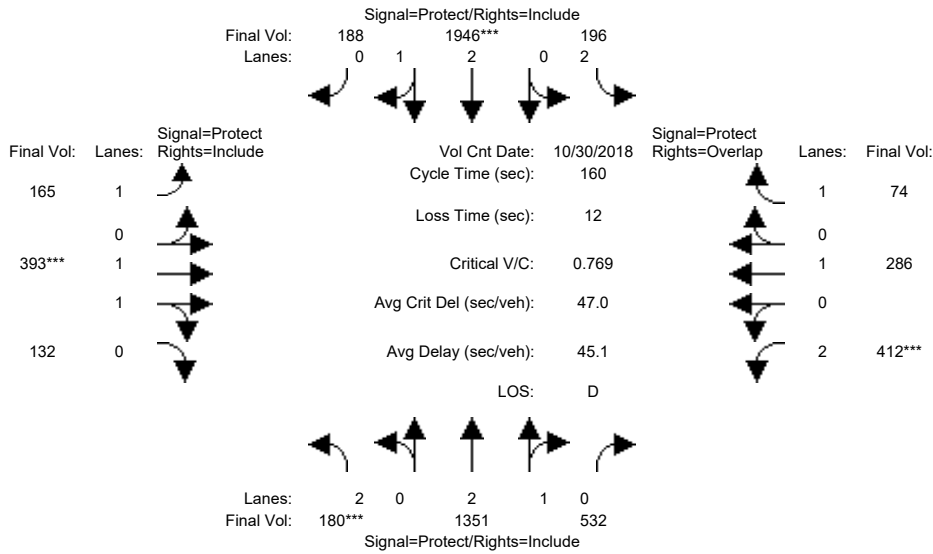 Signal=Protect/Rights=Include
Final Vol: 188 1946*** 196
Lanes: 0 1 2 0 2
Signal=Protect Signal=Protect
Final Vol: Lanes: Rights=Include Vol Cnt Date: 10/30/2018 Rights=Overlap Lanes: Final Vol:
Cycle Time (sec): 160
165 1 1 74
Loss Time (sec): 12
0 0
393*** 1 Critical V/C: 0.769 1 286
1 Avg Crit Del (sec/veh): 47.0 0
132 0 Avg Delay (sec/veh): 45.1 2 412***
LOS: D
Lanes: 2 0 2 1 0
Final Vol: 180*** 1351 532
Signal=Protect/Rights=Include